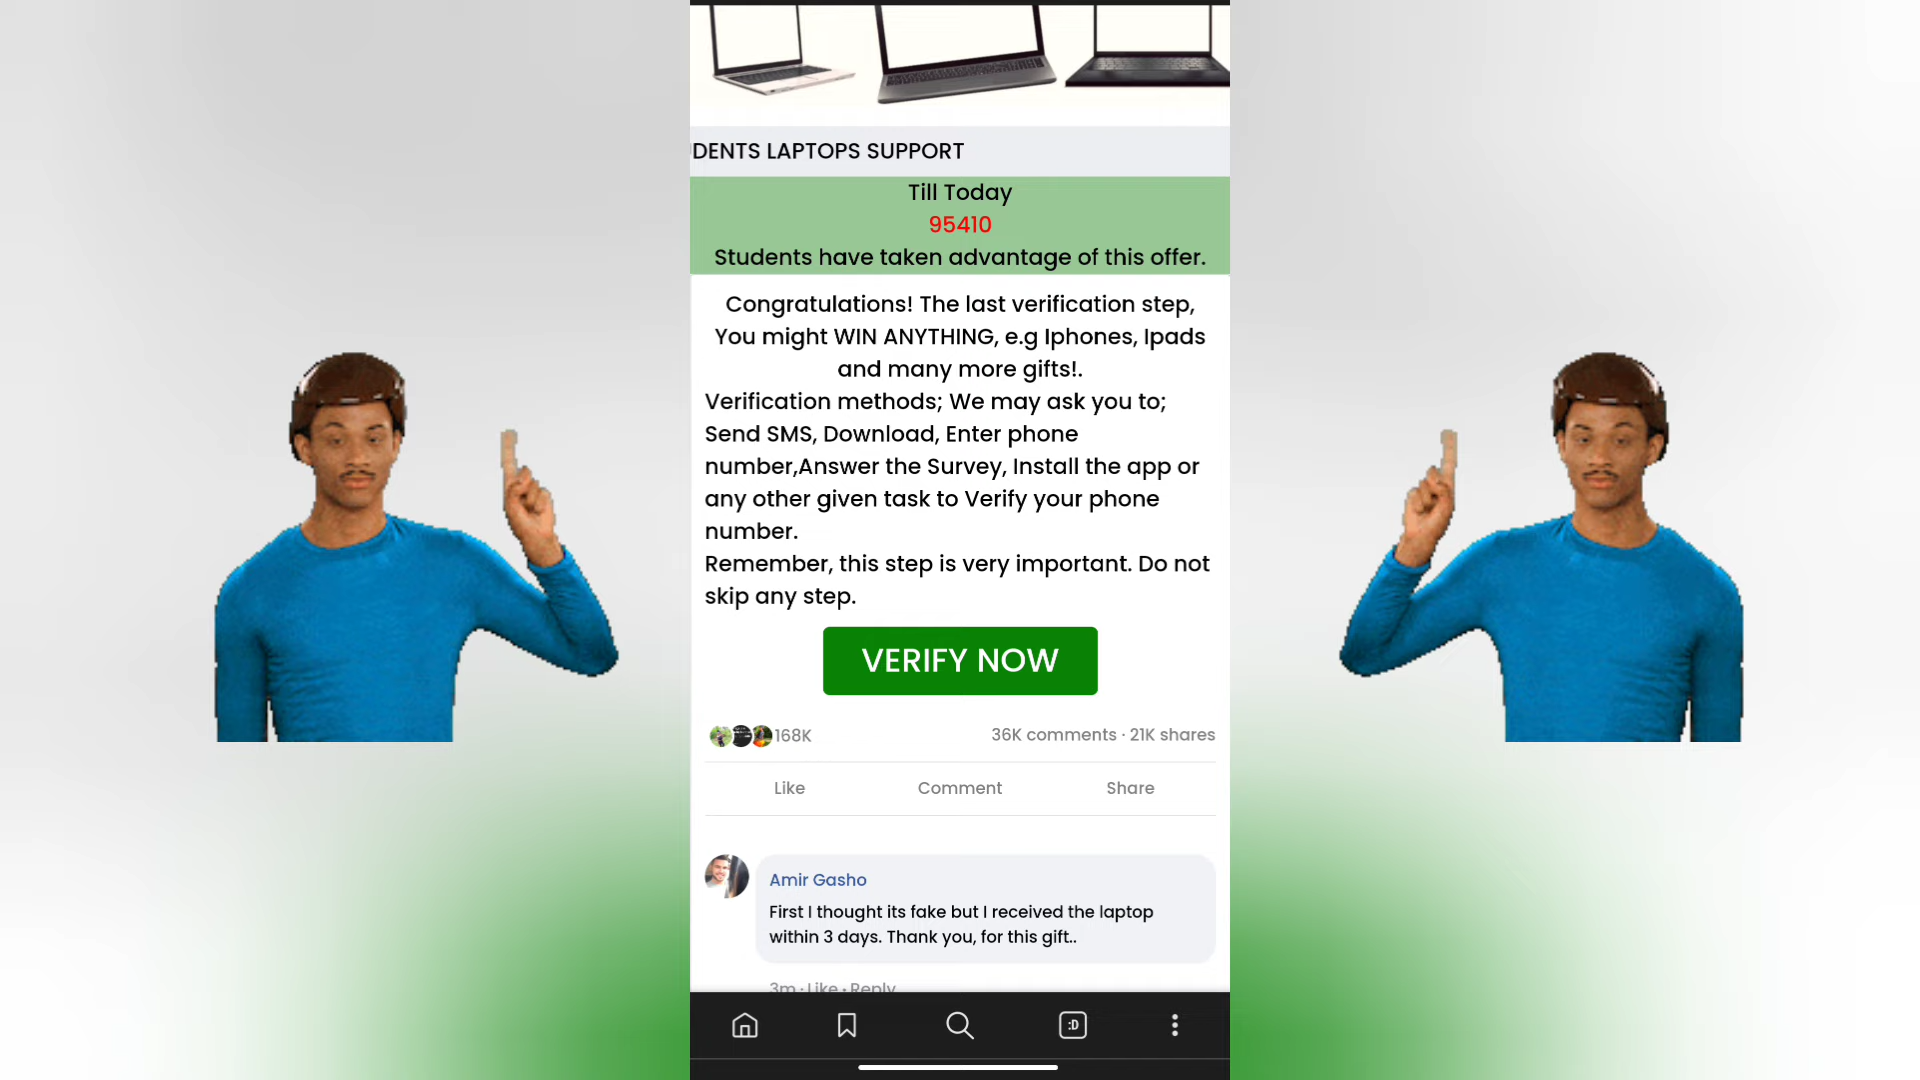 DENTS LAPTOPS SUPPORT
Till Today
95410
Students have taken advantage of this offer.
Congratulations! The last verification step,
You might WIN ANYTHING, e.g Iphones, Ipads
and many more gifts!.
Verification methods; We may ask you to;
Send SMS, Download, Enter phone
number,Answer the Survey, Install the app or
any other given task to Verify your phone
number.
Remember, this step is very important. Do not
skip any step.
VERIFY NOW
168K
36K comments · 21K shares
Like
Comment
Share
Amir Gasho
First I thought its fake but I received the laptop
within 3 days. Thank you, for this gift..
3m · Like · Reply
:D